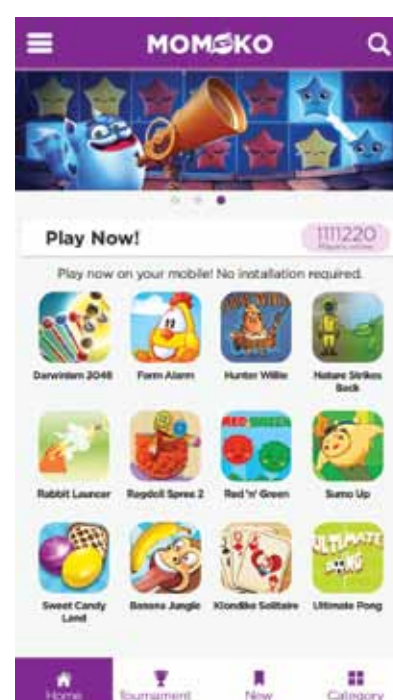 MOMOKO
Play Now!
1111220
Players online
Play now on your mobile! No installation required.
Darwinism 2048
Farm Alarm
Hunter Willie
Nature Strikes
Back
Rabbit Launcer
Ragdoll Spree 2
RED GREEN
Red 'n' Green
Sumo Up
Sweet Candy
Land
Banana Jungle
Klondike Solitaire
ULTIMATE
PONG
Ultimate Pong
Home
Tournament
New
Category